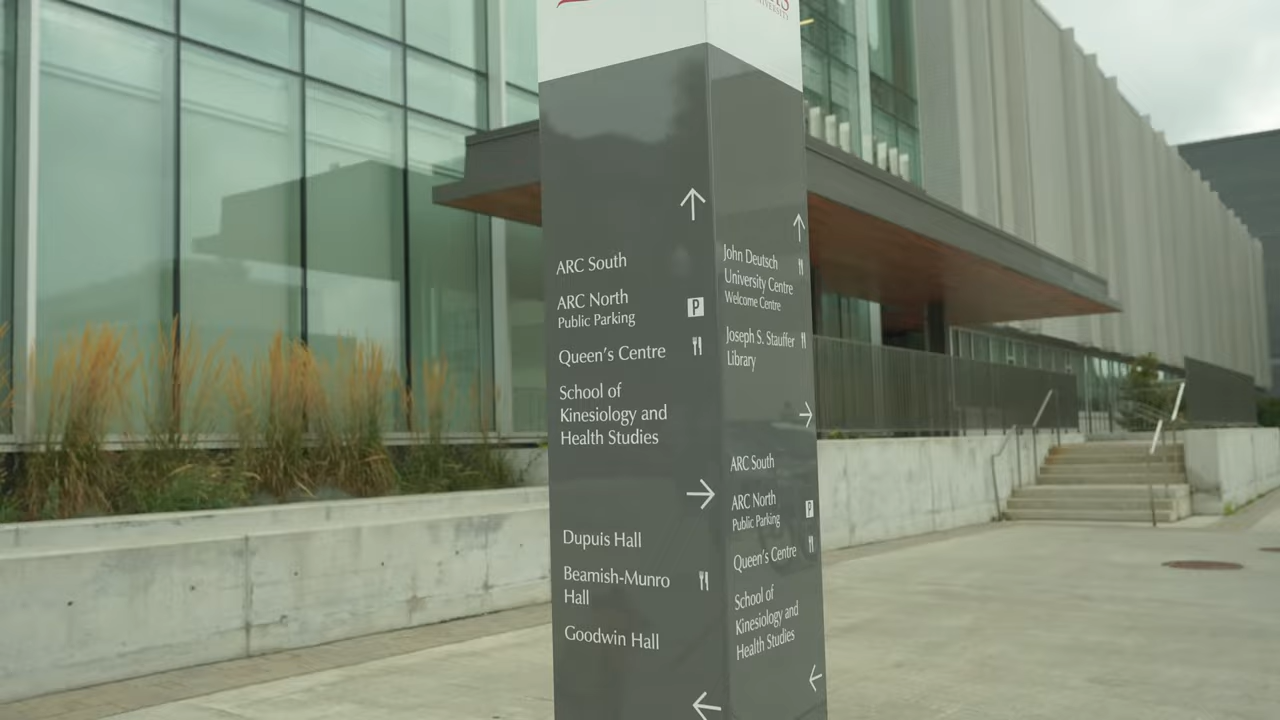 UNIVERSITY
ARC South
ARC North
Public Parking
P
Queen's Centre
School of
Kinesiology and
Health Studies
Dupuis Hall
Beamish-Munro
Hall
Goodwin Hall
John Deutsch
University Centre
Welcome Centre
Joseph S. Stauffer
Library
ARC South
ARC North
Public Parking
P
Queen's Centre
School of
Kinesiology and
Health Studies